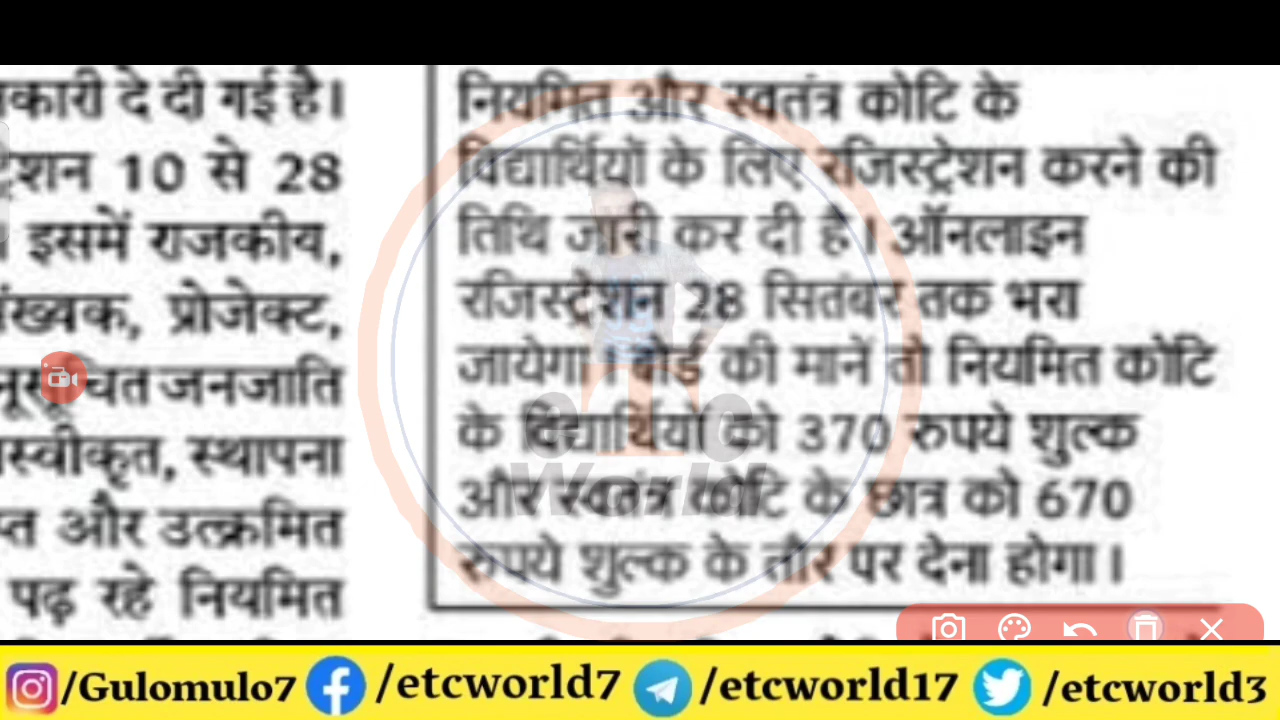 कारी दे दी गई है।
शन 10 से 28
इसमें राजकीय,
ंख्यक, प्रोजेक्ट,
चित जनजाति
स्वीकृत, स्थापना
प्त और उत्क्रमित
पढ़ रहे नियमित
नियमित और स्वतंत्र कोटि के
विद्यार्थियों के लिए रजिस्ट्रेशन करने की
तिथि जारी कर दी है। ऑनलाइन
रजिस्ट्रेशन 28 सितंबर तक भरा
जायेगा। बोर्ड की मानें तो नियमित कोटि
के विद्यार्थियों को 370 रुपये शुल्क
और स्वतंत्र कोटि के छात्र को 670
रुपये शुल्क के तौर पर देना होगा।
etc
World
/Gulomulo7 /etcworld7 /etcworld17 /etcworld3